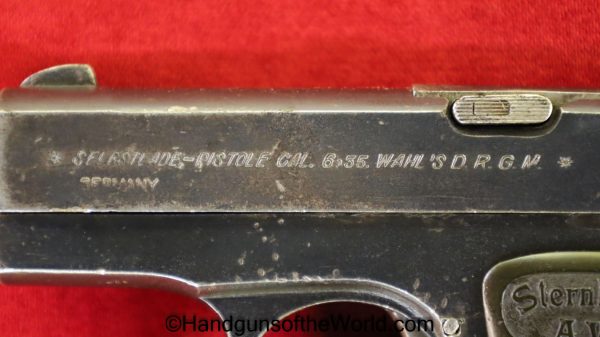 * SELBSTLADE-PISTOLE CAL. 6,35. WAHL'S D.R.G.M. *
GERMANY
Stern
A.W
©HandgunsoftheWorld.com